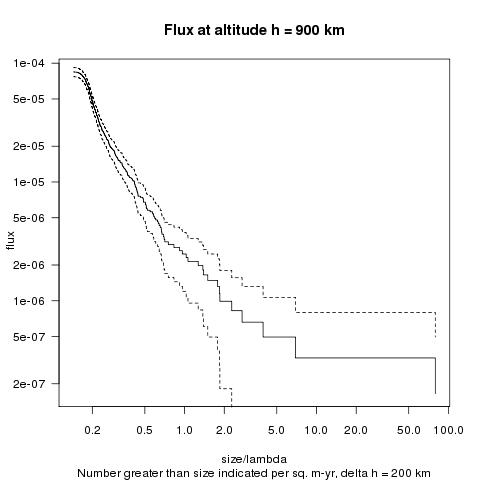 Flux at altitude h = 900 km
1e-04
5e-05
2e-05
1e-05
5e-06
2e-06
1e-06
5e-07
2e-07
flux
0.2 0.5 1.0 2.0 5.0 10.0 20.0 50.0 100.0
size/lambda
Number greater than size indicated per sq. m-yr, delta h = 200 km